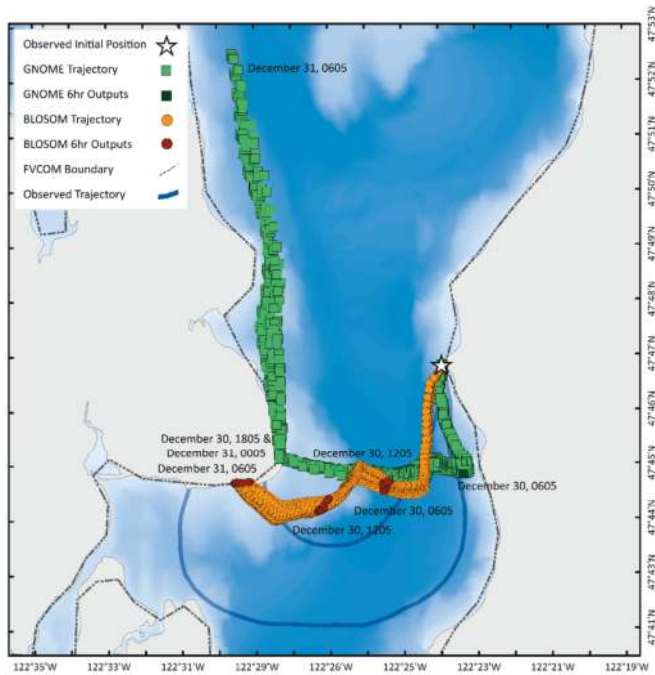 Observed Initial Position
GNOME Trajectory
GNOME 6hr Outputs
BLOSOM Trajectory
BLOSOM 6hr Outputs
FVCOM Boundary
Observed Trajectory
December 31, 0605
December 30, 1805 &
December 31, 0005
December 31, 0605
December 30, 1205
December 30, 0605
December 30, 0605
December 30, 1205
47°53'N
47°52'N
47°51'N
47°50'N
47°49'N
47°48'N
47°47'N
47°46'N
47°45'N
47°44'N
47°43'N
47°41'N
122°35'W 122°33'W 122°31'W 122°29'W 122°26'W 122°25'W 122°23'W 122°21'W 122°19'W